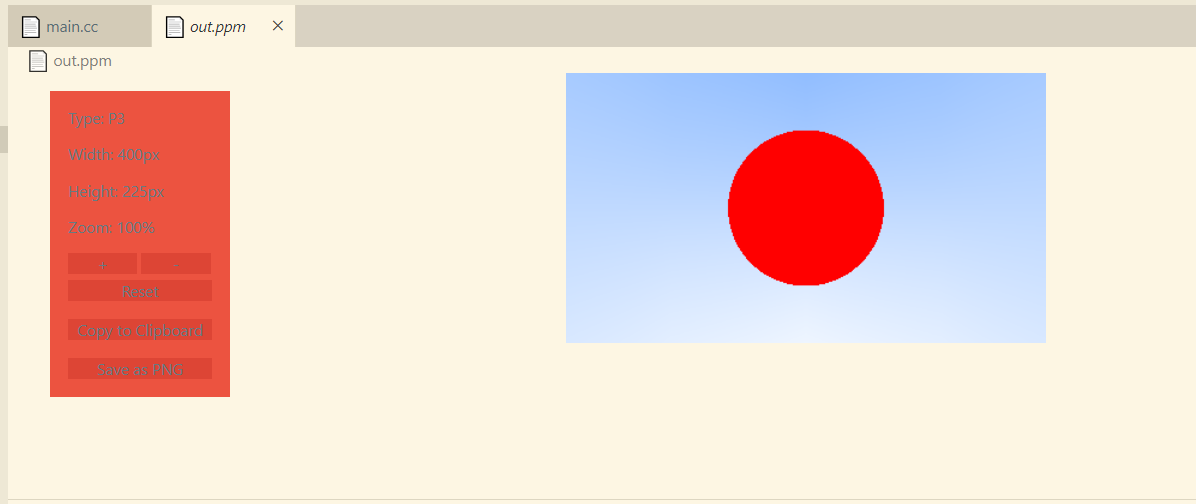 main.cc
out.ppm
out.ppm
Type: P3
Width: 400px
Height: 225px
Zoom: 100%
Reset
Copy to Clipboard
Save as PNG